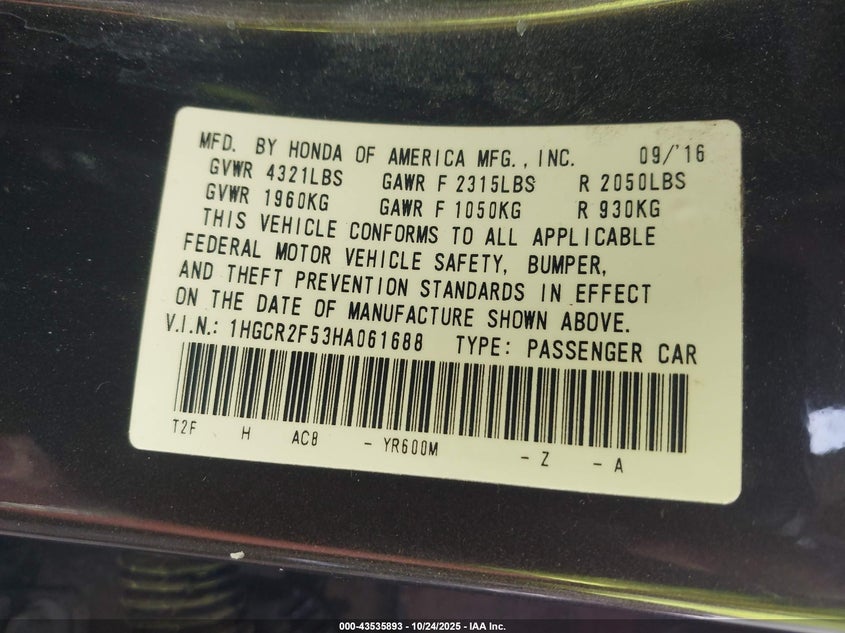 MFD. BY HONDA OF AMERICA MFG., INC. 09/'16
GVWR 4321LBS GAWR F 2315LBS R 2050LBS
GVWR 1960KG GAWR F 1050KG R 930KG
THIS VEHICLE CONFORMS TO ALL APPLICABLE
FEDERAL MOTOR VEHICLE SAFETY, BUMPER,
AND THEFT PREVENTION STANDARDS IN EFFECT
ON THE DATE OF MANUFACTURE SHOWN ABOVE.
V.I.N.: 1HGCR2F53HA061688 TYPE: PASSENGER CAR
T2F H AC8 - YR600M - Z - A
000-43535893 - 10/24/2025 - IAA Inc.